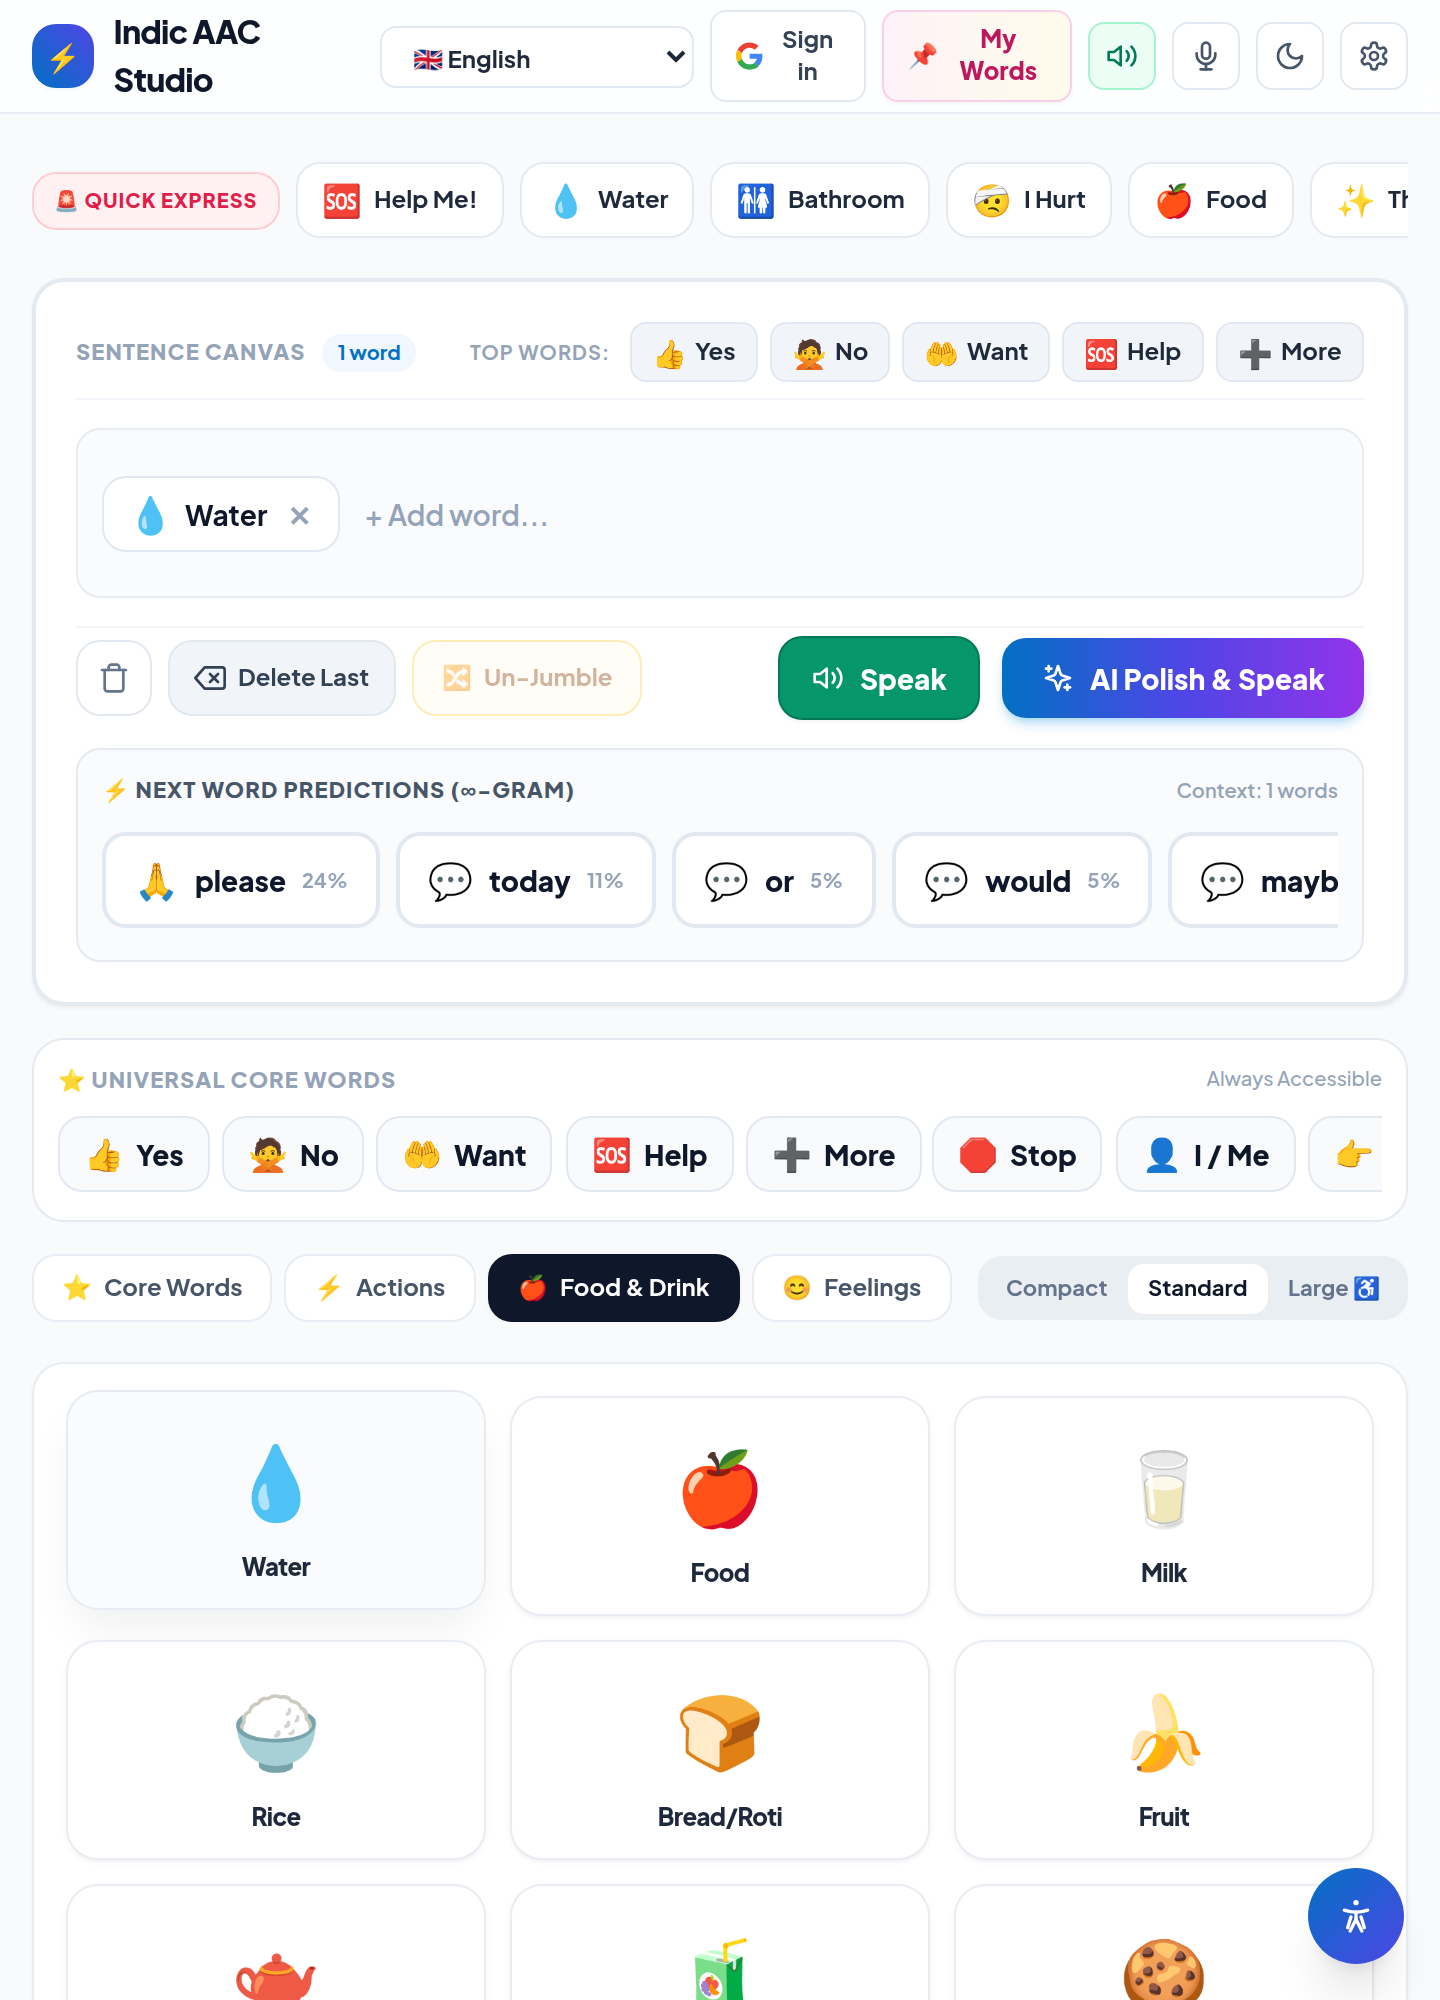 Indic AAC
Studio
English
Sign
in
My
Words
QUICK EXPRESS
SOS Help Me!
Water
Bathroom
I Hurt
Food
SENTENCE CANVAS
1 word
TOP WORDS:
Yes
No
Want
SOS Help
More
Water ×
+ Add word...
Delete Last
Un-Jumble
Speak
AI Polish & Speak
NEXT WORD PREDICTIONS (∞-GRAM)
Context: 1 words
please 24%
today 11%
or 5%
would 5%
mayb
UNIVERSAL CORE WORDS
Always Accessible
Yes
No
Want
SOS Help
More
Stop
I / Me
Core Words
Actions
Food & Drink
Feelings
Compact
Standard
Large
Water
Food
Milk
Rice
Bread/Roti
Fruit